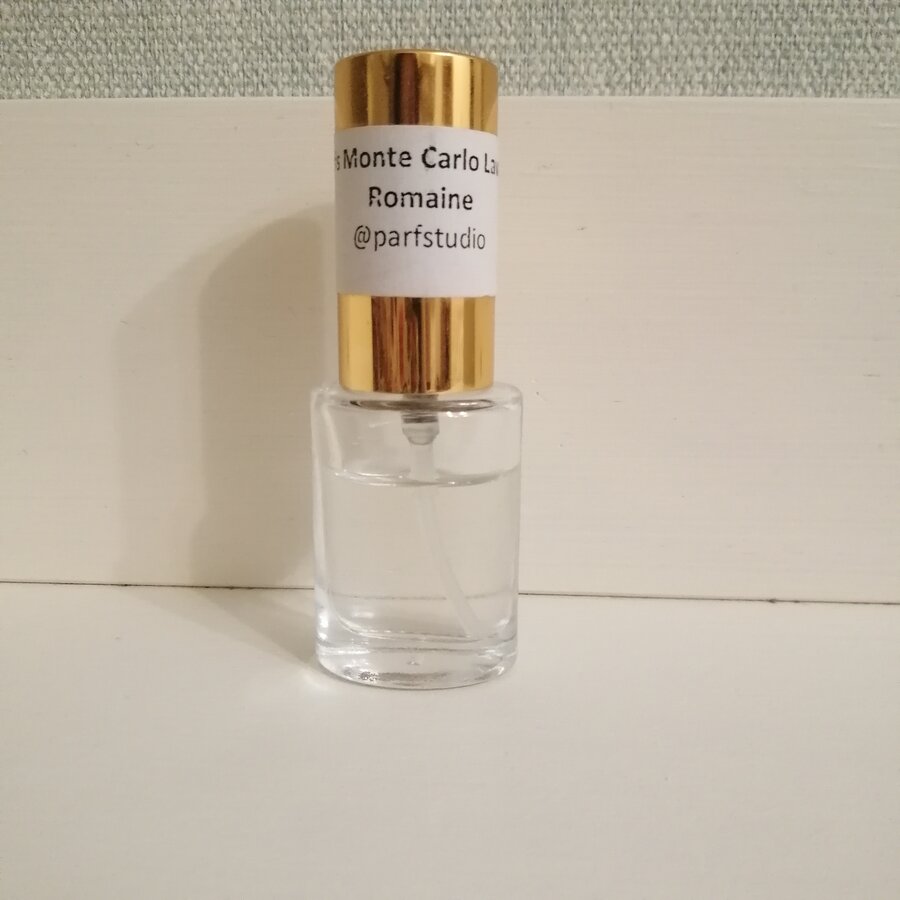 Monte Carlo
Romaine
@parfstudio